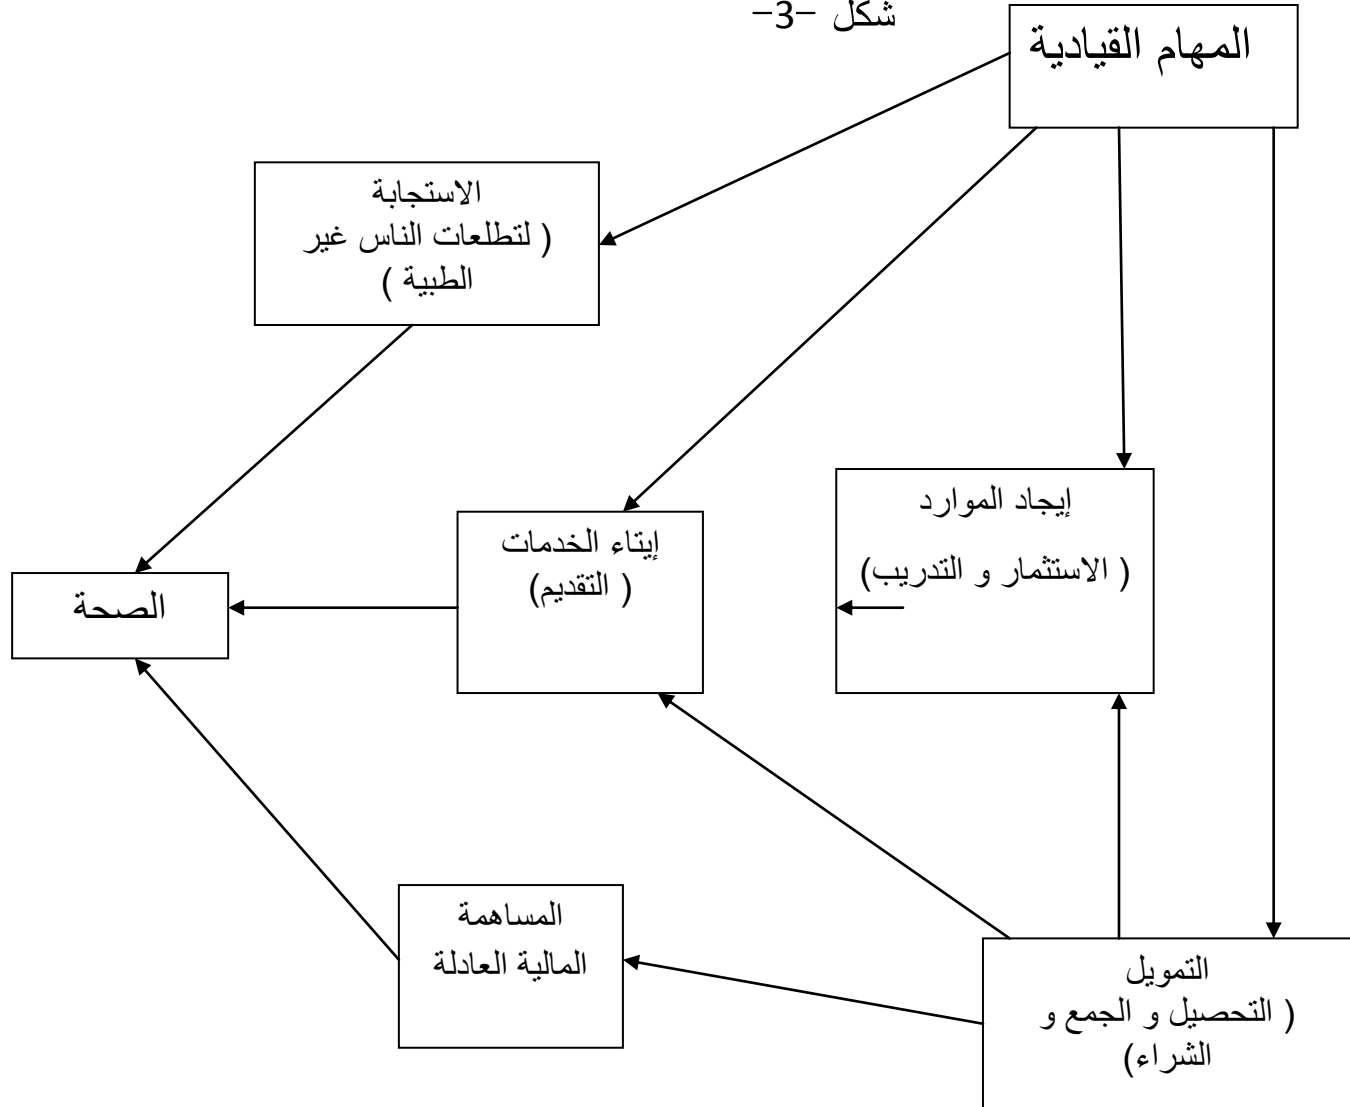 شكل -3-
المهام القيادية
الاستجابة
( لتطلعات الناس غير
الطبية )
إيجاد الموارد
( الاستثمار و التدريب)
إيتاء الخدمات
( التقديم)
الصحة
المساهمة
المالية العادلة
التمويل
( التحصيل و الجمع و
الشراء)